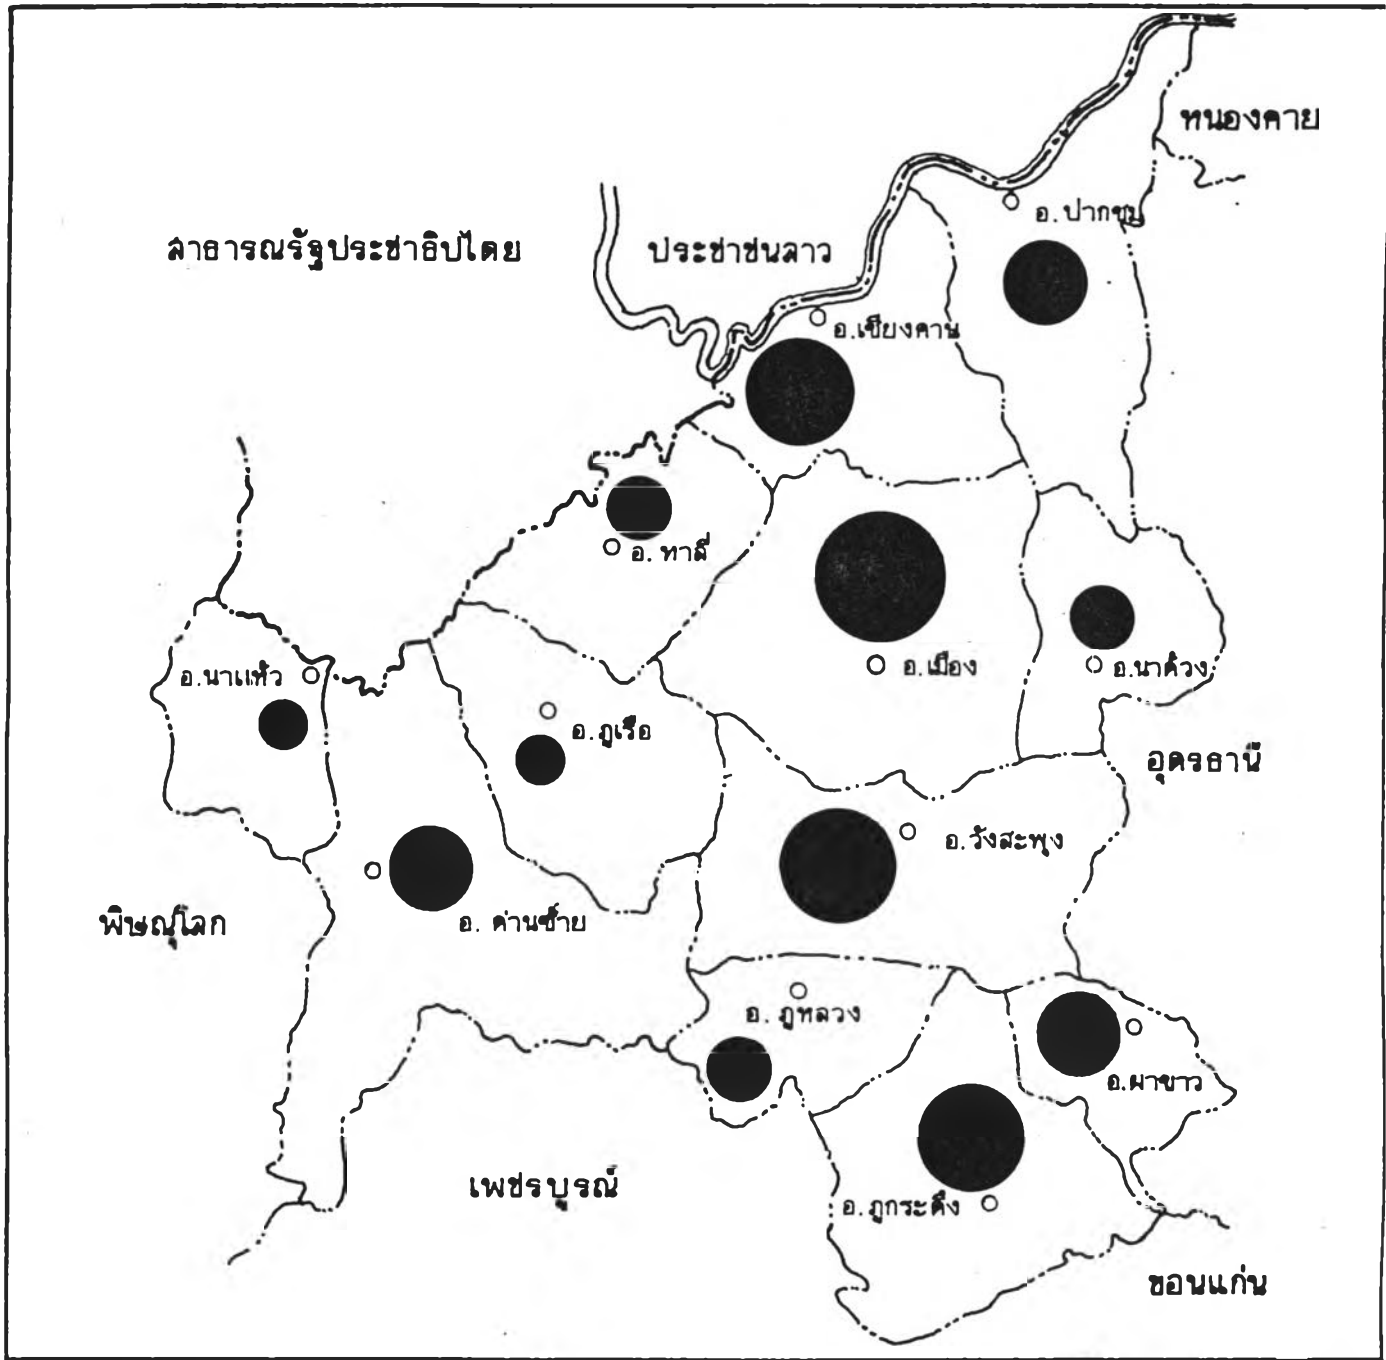 หนองคาย
อ.ปากชม
สาธารณรัฐประชาธิปไตย ประชาชนลาว
อ.เชียงคาน
อ. ท่าลี่
อ.นาแห้ว
อ.เมือง
อ.นาด้วง
อ.ภูเรือ
อุดรธานี
อ.วังสะพุง
พิษณุโลก
อ. ด่านซ้าย
อ. ภูหลวง
อ.ผาขาว
เพชรบูรณ์
อ.ภูกระดึง
ขอนแก่น